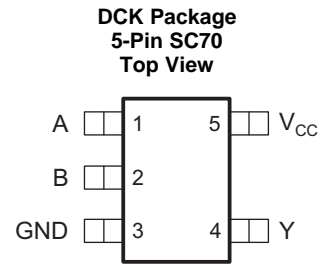 DCK Package
5-Pin SC70
Top View
A 1 5 VCC
B 2
GND 3 4 Y